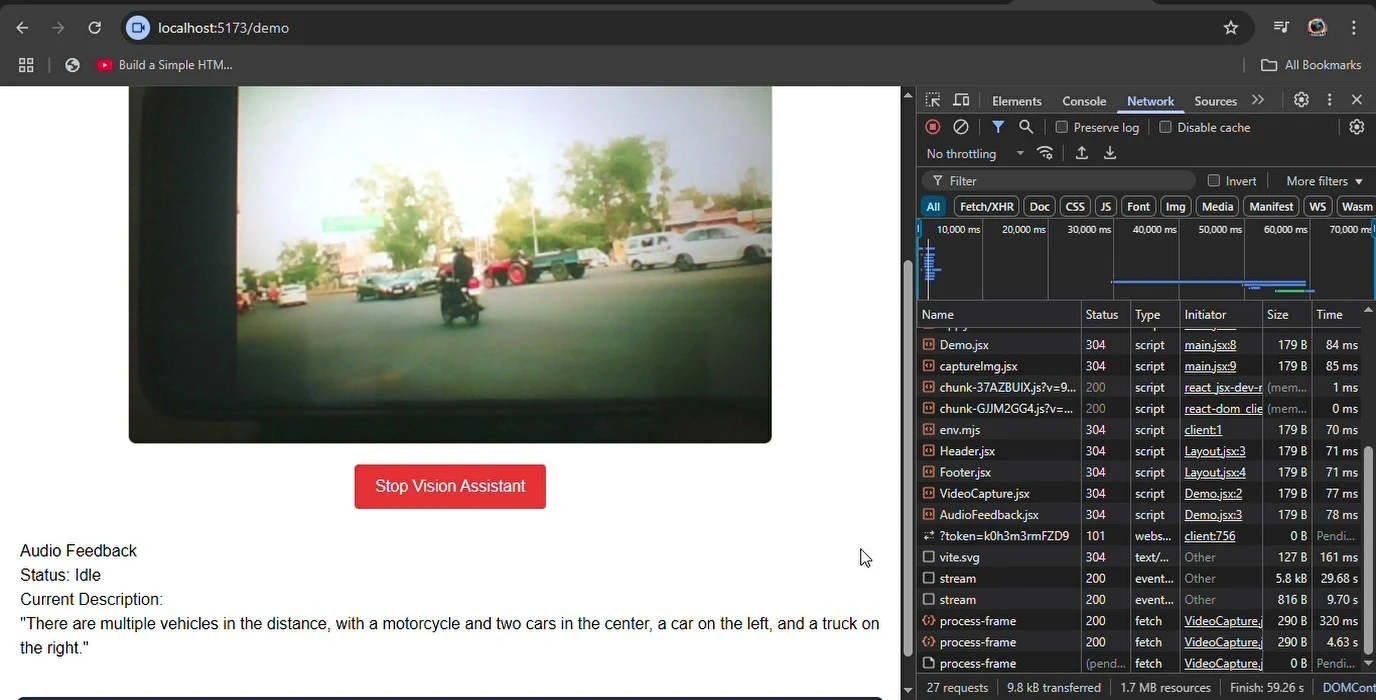 localhost:5173/demo
Build a Simple HTM...
All Bookmarks
Stop Vision Assistant
Audio Feedback
Status: Idle
Current Description:
"There are multiple vehicles in the distance, with a motorcycle and two cars in the center, a car on the left, and a truck on
the right."
Elements Console Network Sources
Preserve log Disable cache
No throttling
Filter Invert More filters
All Fetch/XHR Doc CSS JS Font Img Media Manifest WS Wasm
10,000 ms 20,000 ms 30,000 ms 40,000 ms 50,000 ms 60,000 ms 70,000 ms
Name Status Type Initiator Size Time
Demo.jsx 304 script main.jsx:8 179 B 84 ms
captureImg.jsx 304 script main.jsx:9 179 B 85 ms
chunk-37AZBUIX.js?v=9... 200 script react_jsx-dev-r (mem... 1 ms
chunk-GJJM2GG4.js?v=... 200 script react-dom_clie (mem... 0 ms
env.mjs 304 script client:1 179 B 70 ms
Header.jsx 304 script Layout.jsx:3 179 B 71 ms
Footer.jsx 304 script Layout.jsx:4 179 B 71 ms
VideoCapture.jsx 304 script Demo.jsx:2 179 B 77 ms
AudioFeedback.jsx 304 script Demo.jsx:3 179 B 78 ms
?token=k0h3m3rmFZD9 101 webs... client:756 0 B Pendi...
vite.svg 304 text/... Other 127 B 161 ms
stream 200 event... Other 5.8 kB 29.68 s
stream 200 event... Other 816 B 9.70 s
process-frame 200 fetch VideoCapture.j 290 B 320 ms
process-frame 200 fetch VideoCapture.j 290 B 4.63 s
process-frame (pend... fetch VideoCapture.j 0 B Pendi...
27 requests 9.8 kB transferred 1.7 MB resources Finish: 59.26 s DOMCont